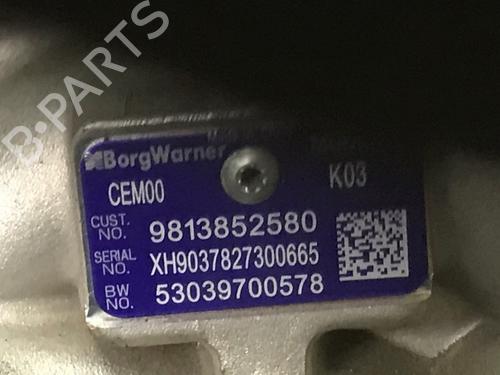 B-PARTS
BorgWarner
CEM00 K03
CUST. NO. 9813852580
SERIAL NO. XH9037827300665
BW NO. 53039700578